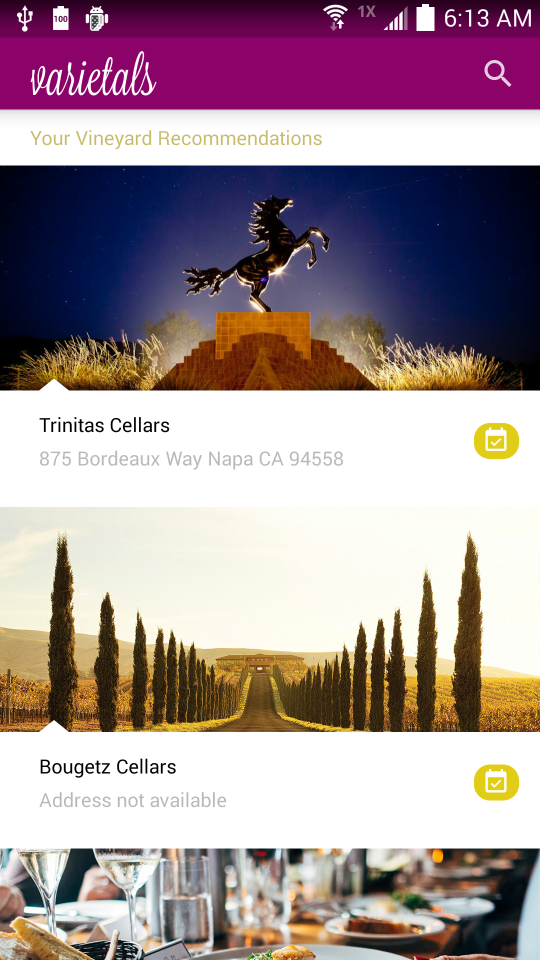 100
1X
6:13 AM
varietals
Your Vineyard Recommendations
Trinitas Cellars
875 Bordeaux Way Napa CA 94558
Bougetz Cellars
Address not available